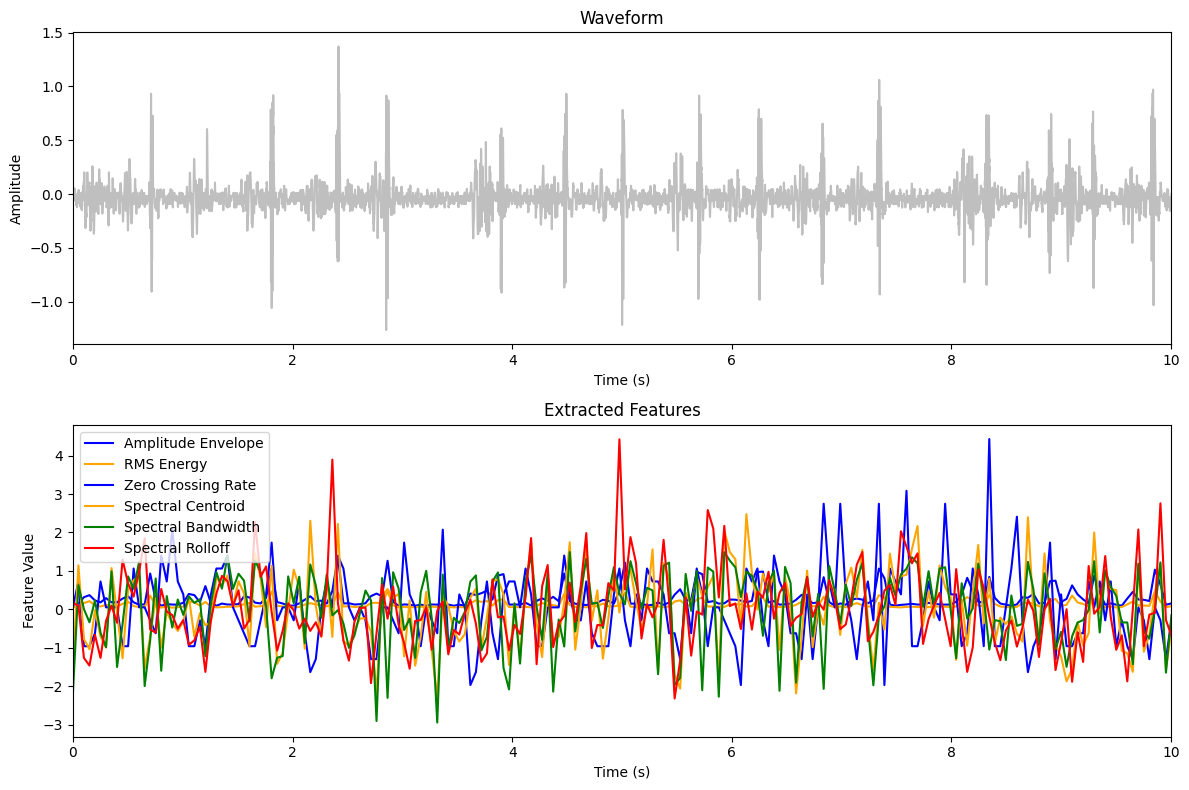 Waveform
1.5
1.0
0.5
0.0
−0.5
−1.0
Amplitude
0 2 4 6 8 10
Time (s)
Extracted Features
4
3
2
1
0
−1
−2
−3
Feature Value
Amplitude Envelope
RMS Energy
Zero Crossing Rate
Spectral Centroid
Spectral Bandwidth
Spectral Rolloff
0 2 4 6 8 10
Time (s)